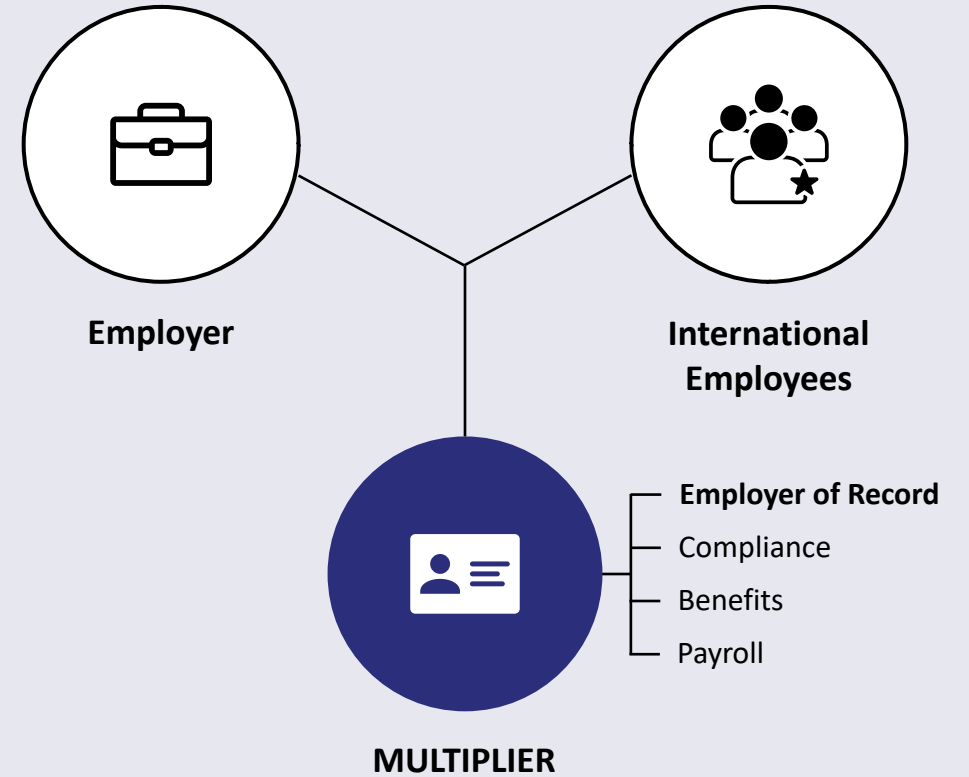 Employer
International
Employees
Employer of Record
Compliance
Benefits
Payroll
MULTIPLIER